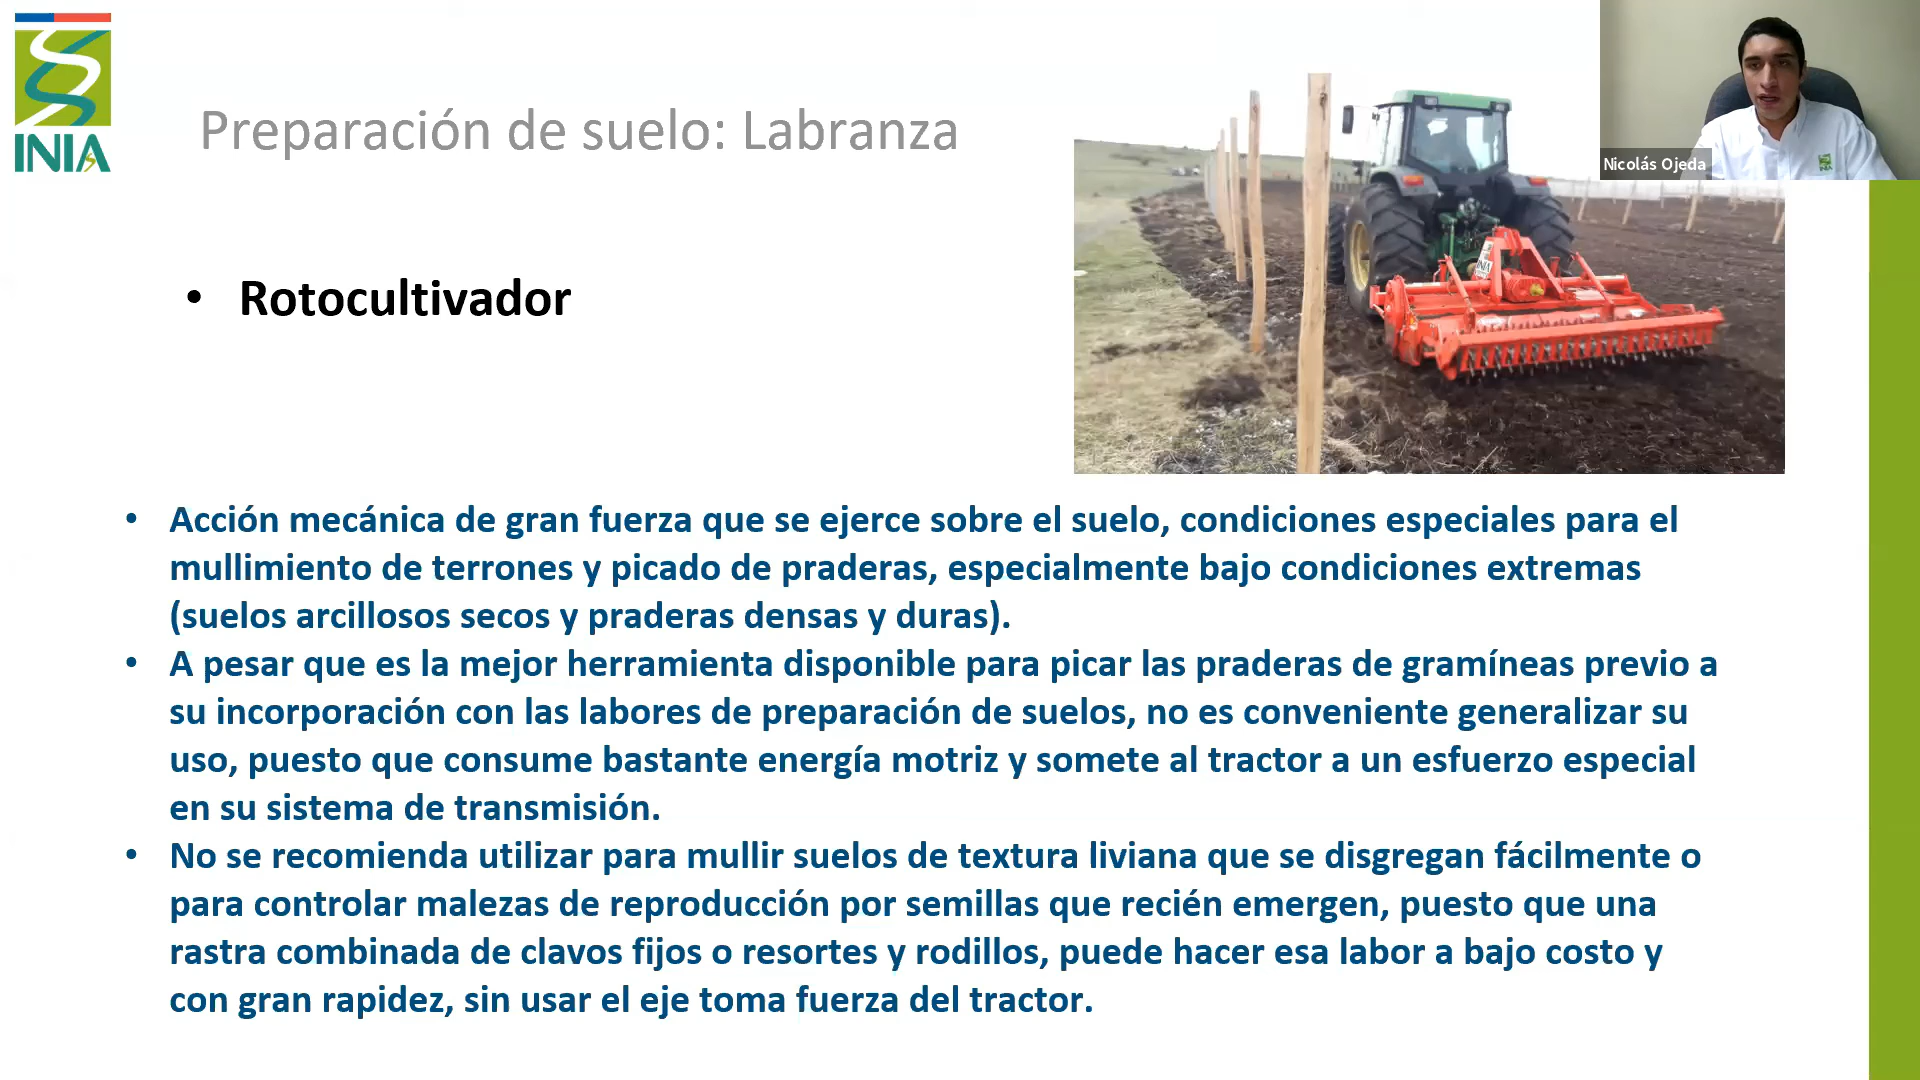 INIA
Preparación de suelo: Labranza
Nicolás Ojeda
• Rotocultivador
INIA
• Acción mecánica de gran fuerza que se ejerce sobre el suelo, condiciones especiales para el
mullimiento de terrones y picado de praderas, especialmente bajo condiciones extremas
(suelos arcillosos secos y praderas densas y duras).
• A pesar que es la mejor herramienta disponible para picar las praderas de gramíneas previo a
su incorporación con las labores de preparación de suelos, no es conveniente generalizar su
uso, puesto que consume bastante energía motriz y somete al tractor a un esfuerzo especial
en su sistema de transmisión.
• No se recomienda utilizar para mullir suelos de textura liviana que se disgregan fácilmente o
para controlar malezas de reproducción por semillas que recién emergen, puesto que una
rastra combinada de clavos fijos o resortes y rodillos, puede hacer esa labor a bajo costo y
con gran rapidez, sin usar el eje toma fuerza del tractor.